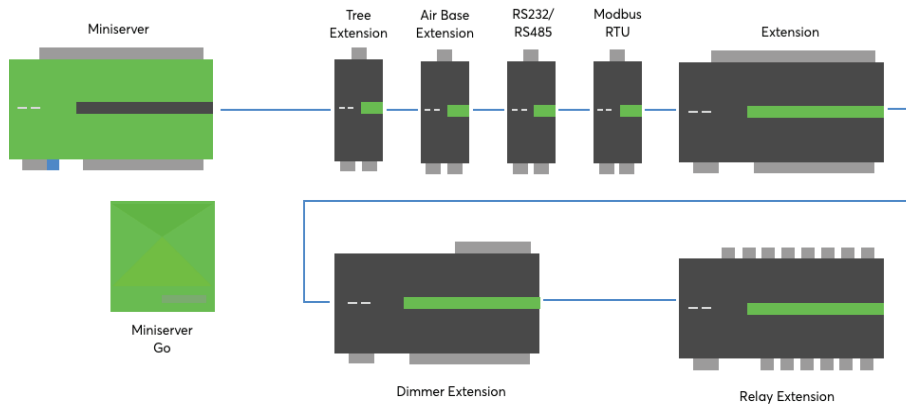 Miniserver
Tree
Extension
Air Base
Extension
RS232/
RS485
Modbus
RTU
Extension
Miniserver
Go
Dimmer Extension
Relay Extension